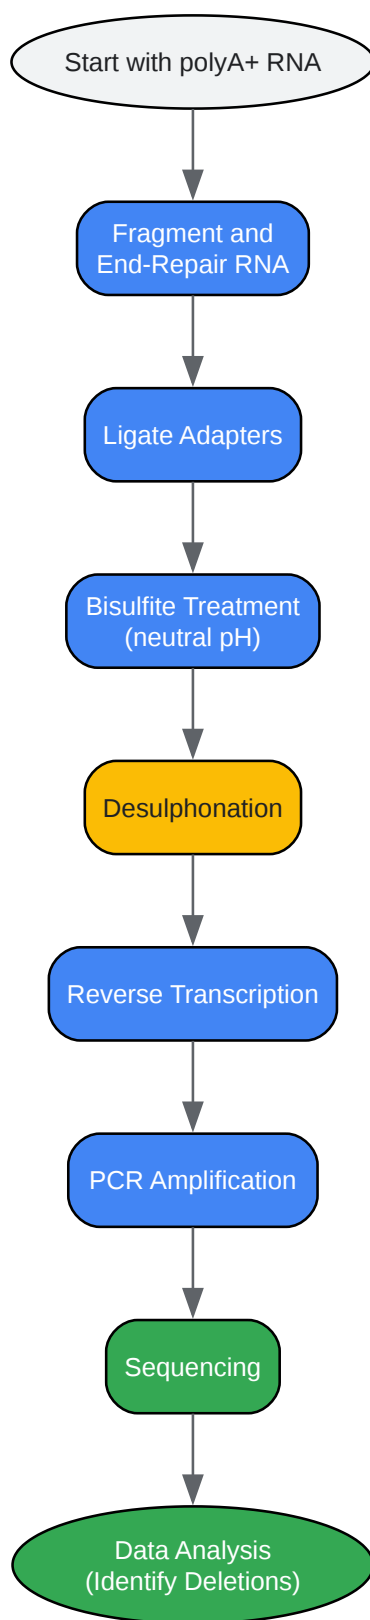 Start with polyA+ RNA
Fragment and
End-Repair RNA
Ligate Adapters
Bisulfite Treatment
(neutral pH)
Desulphonation
Reverse Transcription
PCR Amplification
Sequencing
Data Analysis
(Identify Deletions)